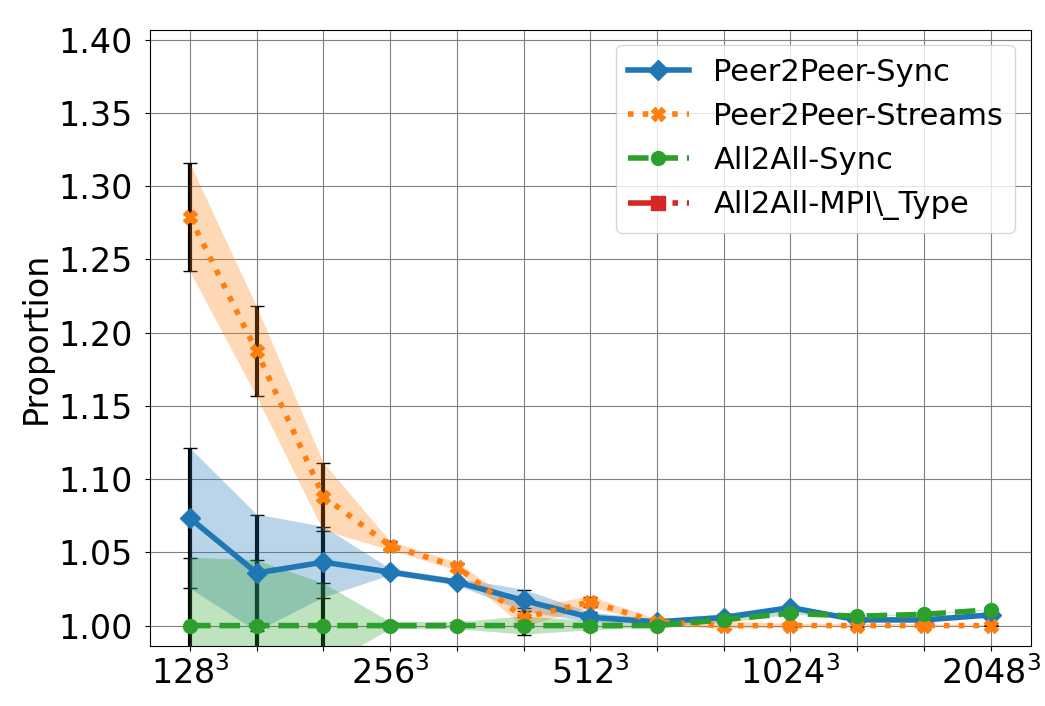 1.40
1.35
1.30
1.25
1.20
1.15
1.10
1.05
1.00
Proportion
Peer2Peer-Sync
Peer2Peer-Streams
All2All-Sync
All2All-MPI\_Type
128³ 256³ 512³ 1024³ 2048³